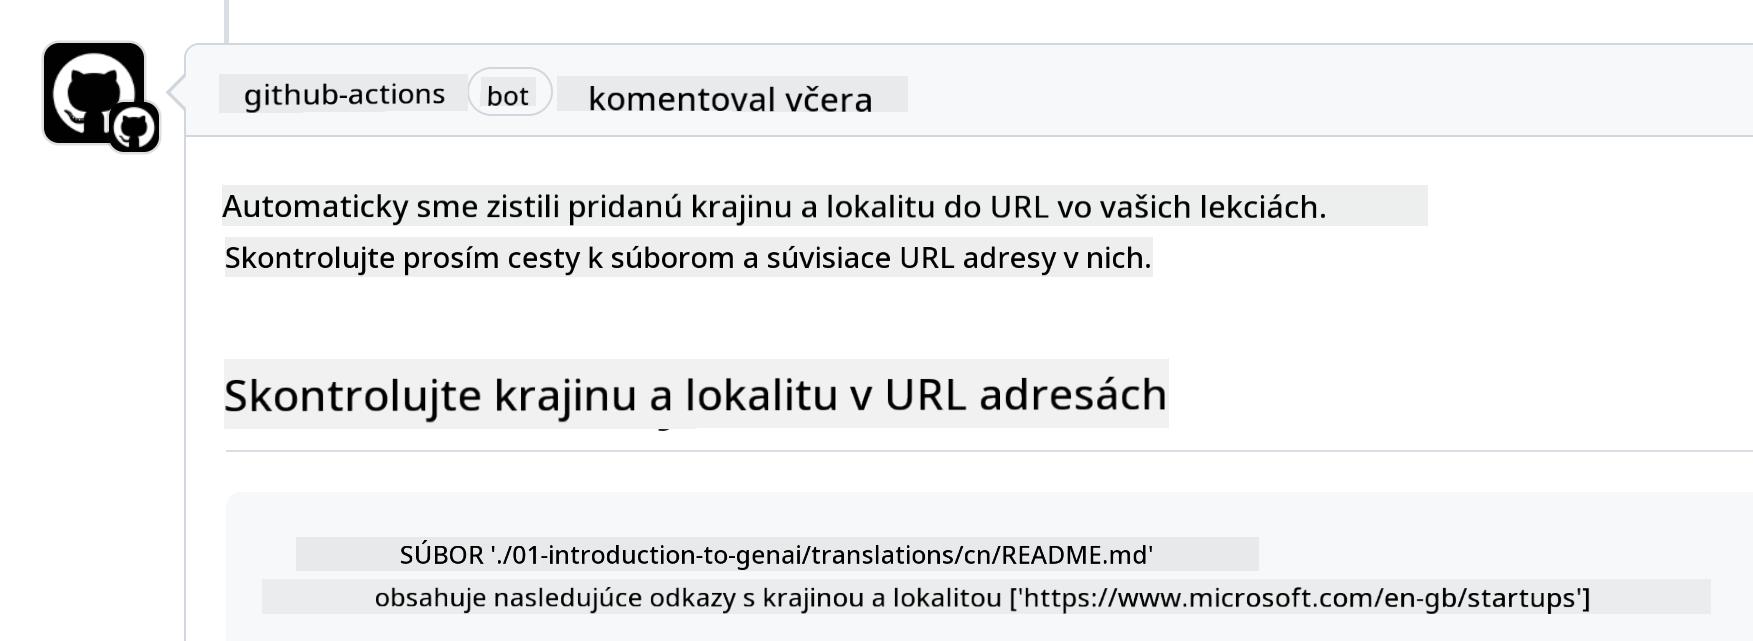 github-actions bot komentoval včera
Automaticky sme zistili pridanú krajinu a lokalitu do URL vo vašich lekciách.
Skontrolujte prosím cesty k súborom a súvisiace URL adresy v nich.
Skontrolujte krajinu a lokalitu v URL adresách
SÚBOR './01-introduction-to-genai/translations/cn/README.md'
obsahuje nasledujúce odkazy s krajinou a lokalitou ['https://www.microsoft.com/en-gb/startups']